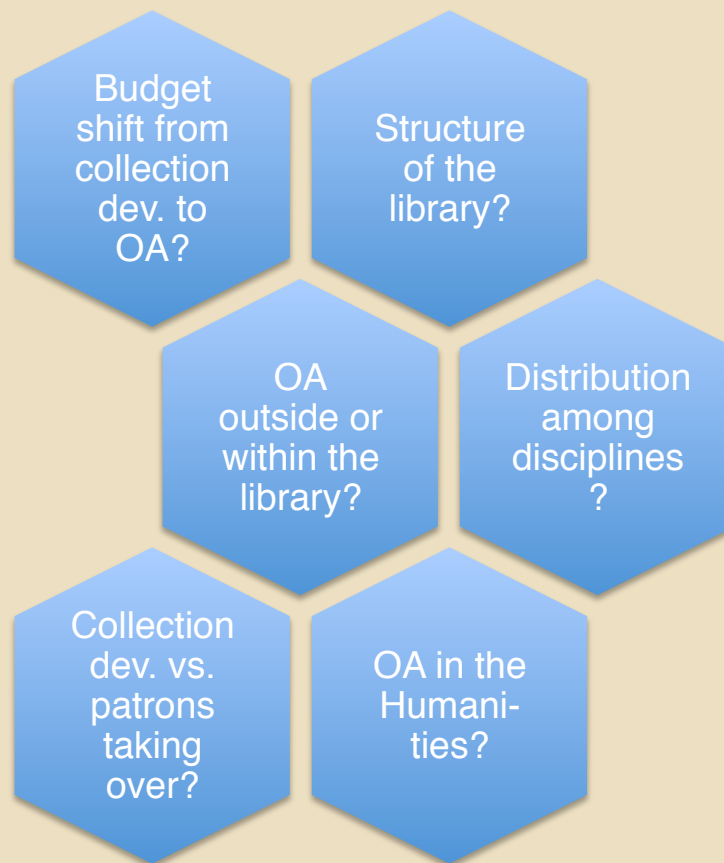 Budget
shift from
collection
dev. to
OA?
Structure
of the
library?
OA
outside or
within the
library?
Distribution
among
disciplines
?
Collection
dev. vs.
patrons
taking
over?
OA in the
Humani-
ties?